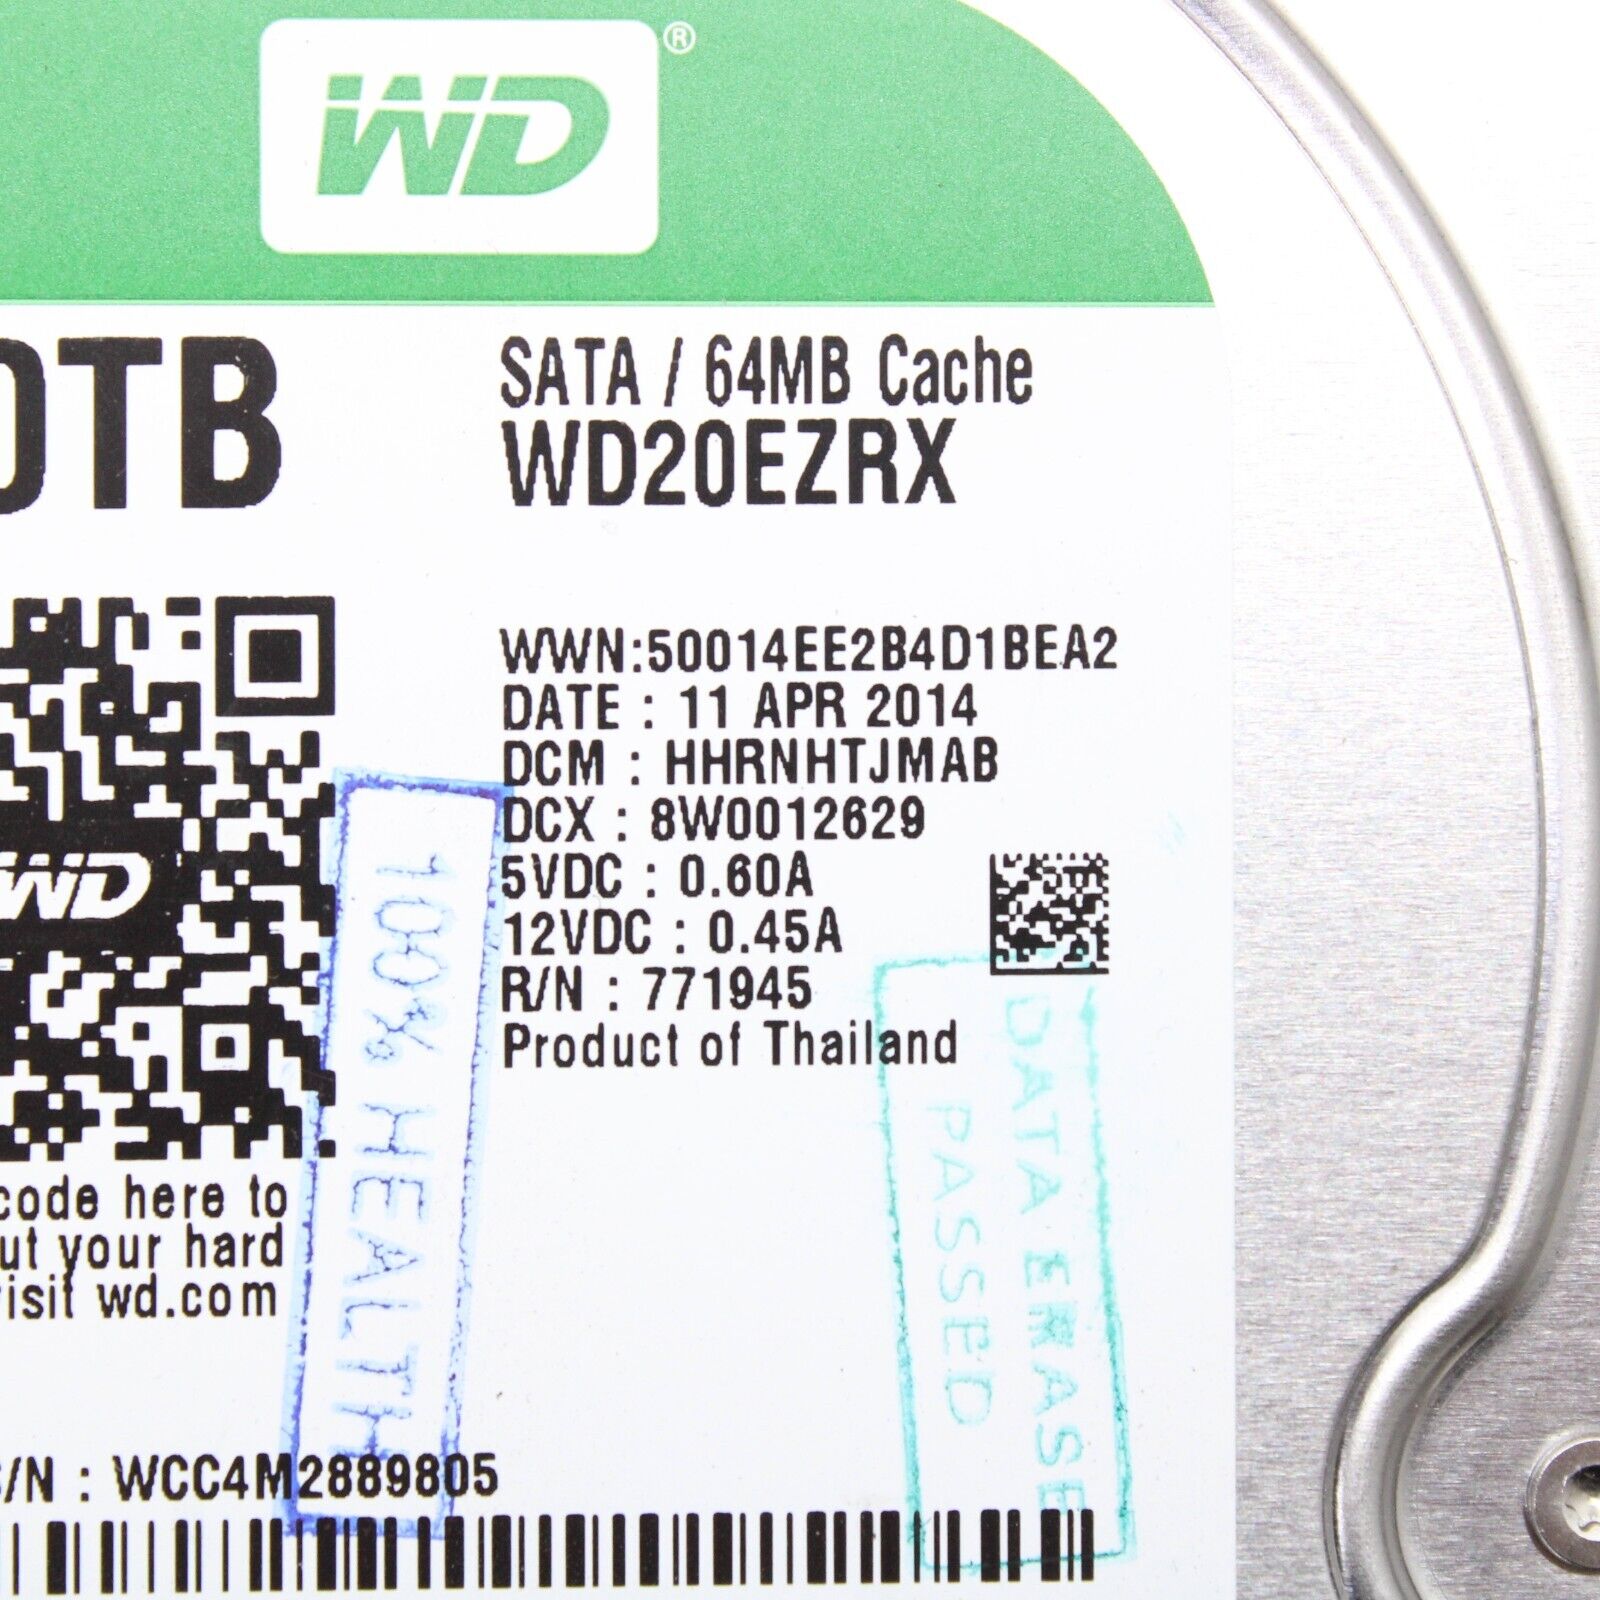 WD®
0TB
SATA / 64MB Cache
WD20EZRX
WWN:50014EE2B4D1BEA2
DATE : 11 APR 2014
DCM : HHRNHTJMAB
DCX : 8W0012629
5VDC : 0.60A
12VDC : 0.45A
R/N : 771945
Product of Thailand
WD
code here to
ut your hard
visit wd.com
100% HEALTH
DATA ERASE
PASSED
S/N : WCC4M2889805